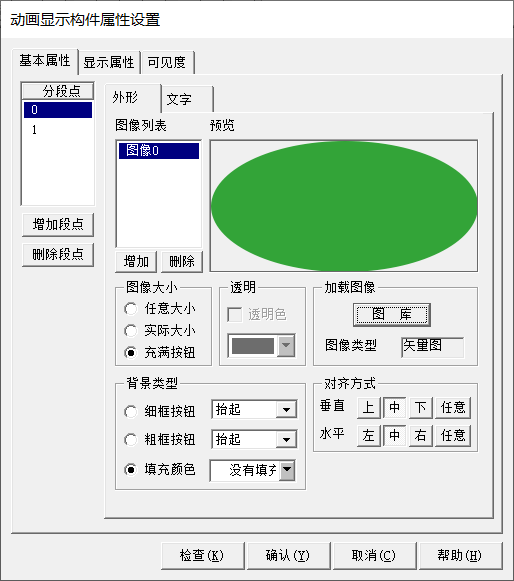 动画显示构件属性设置
基本属性 显示属性 可见度
分段点
0
1
增加段点
删除段点
外形 文字
图像列表 预览
图像0
增加 删除
图像大小
任意大小
实际大小
充满按钮
透明
透明色
加载图像
图 库
图像类型 矢量图
背景类型
细框按钮 抬起
粗框按钮 抬起
填充颜色 没有填充
对齐方式
垂直 上 中 下 任意
水平 左 中 右 任意
检查(K) 确认(Y) 取消(C) 帮助(H)